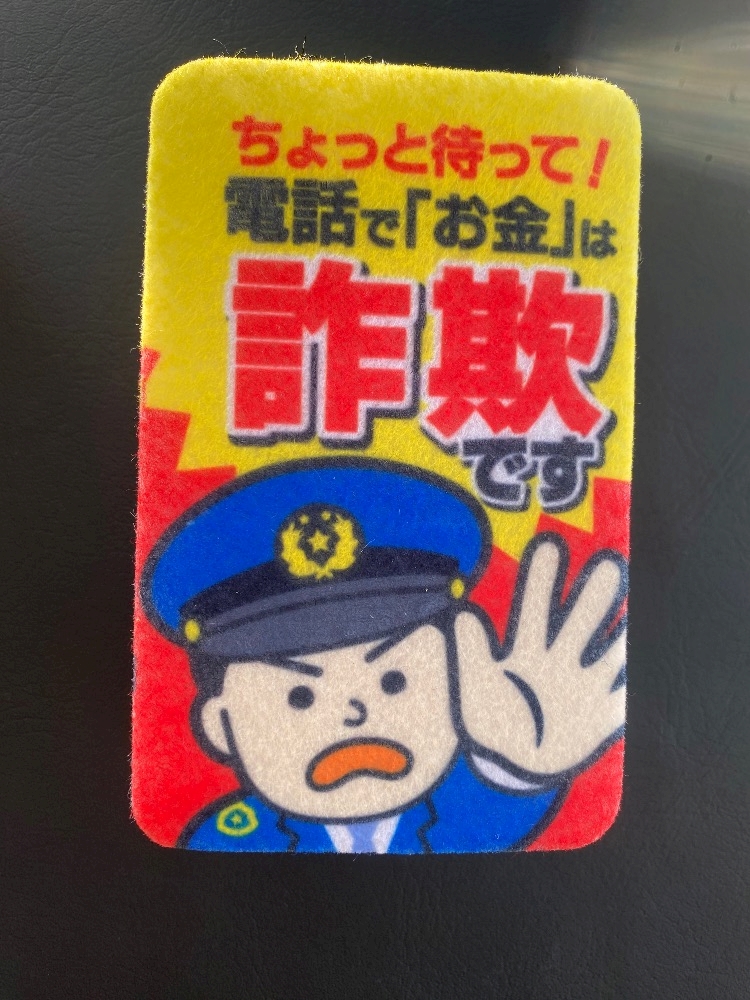 ちょっと待って!
電話で「お金」は
詐欺
です